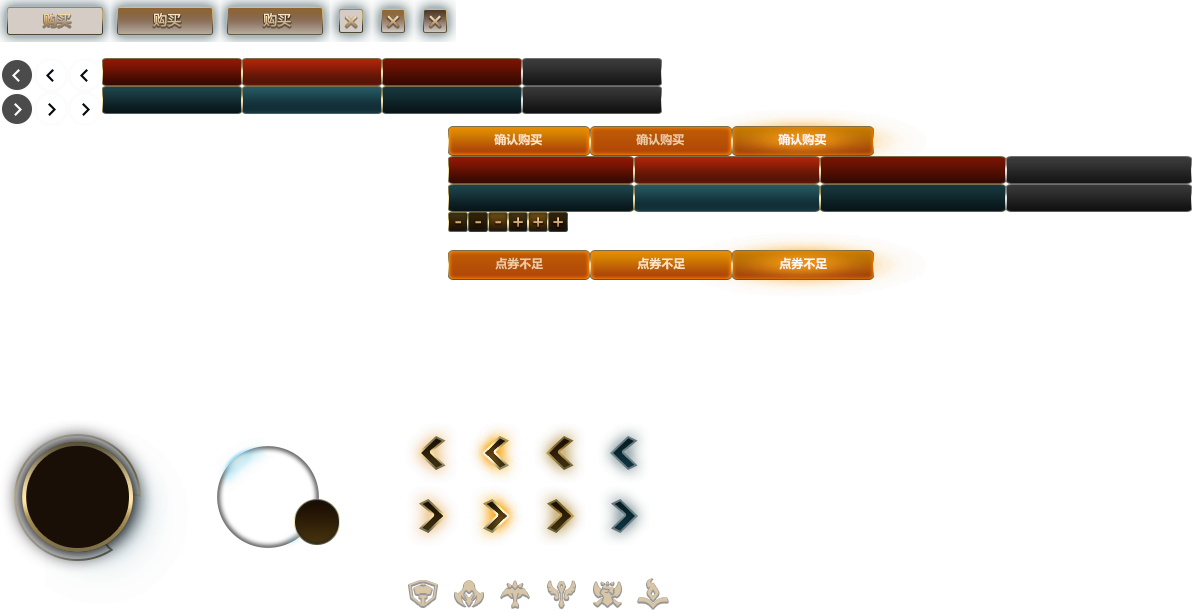 购买 购买 购买
确认购买 确认购买 确认购买
- - - + + +
点券不足 点券不足 点券不足